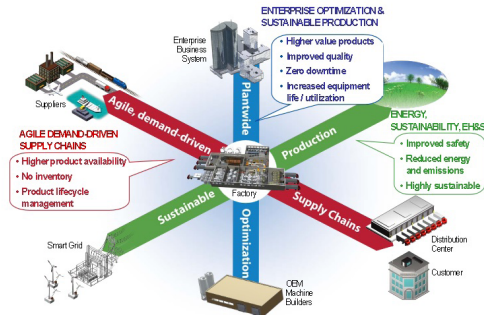 ENTERPRISE OPTIMIZATION &
SUSTAINABLE PRODUCTION
• Higher value products
• Improved quality
• Zero downtime
• Increased equipment
life / utilization
Enterprise
Business
System
Suppliers
Agile, demand-driven
Plantwide
Production
ENERGY,
SUSTAINABILITY, EH&S
• Improved safety
• Reduced energy
and emissions
• Highly sustainable
AGILE DEMAND-DRIVEN
SUPPLY CHAINS
• Higher product availability
• No inventory
• Product lifecycle
management
Factory
Sustainable
Optimization
Supply Chains
Smart Grid
OEM
Machine
Builders
Distribution
Center
Customer